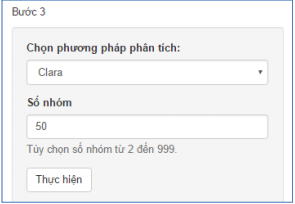 Bước 3
Chọn phương pháp phân tích:
Clara
Số nhóm
50
Tùy chọn số nhóm từ 2 đến 999.
Thực hiện